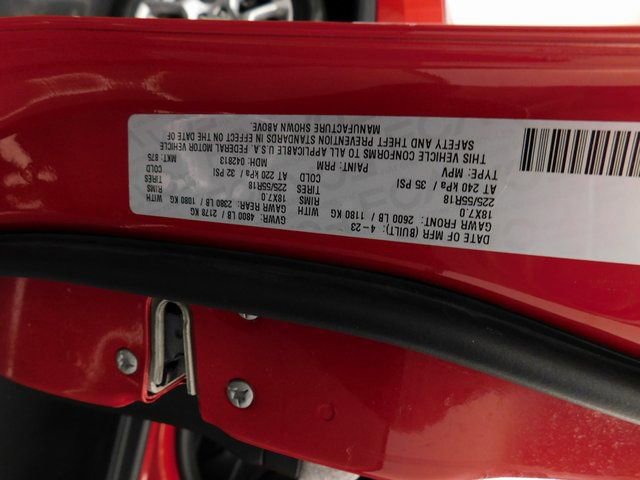 DATE OF MFR (BUILT): 4-23 GVWR: 4800 LB / 2178 KG
GAWR FRONT: 2600 LB / 1180 KG GAWR REAR: 2380 LB / 1080 KG
18X7.0 WITH RIMS 18X7.0 WITH RIMS
225/55R18 TIRES 225/55R18 TIRES
AT 240 kPa / 35 PSI COLD AT 220 kPa / 32 PSI COLD
TYPE: MPV PAINT: PRM MDH: 042813 MKT: 875
THIS VEHICLE CONFORMS TO ALL APPLICABLE U.S.A. FEDERAL MOTOR VEHICLE
SAFETY AND THEFT PREVENTION STANDARDS IN EFFECT ON THE DATE OF
MANUFACTURE SHOWN ABOVE.